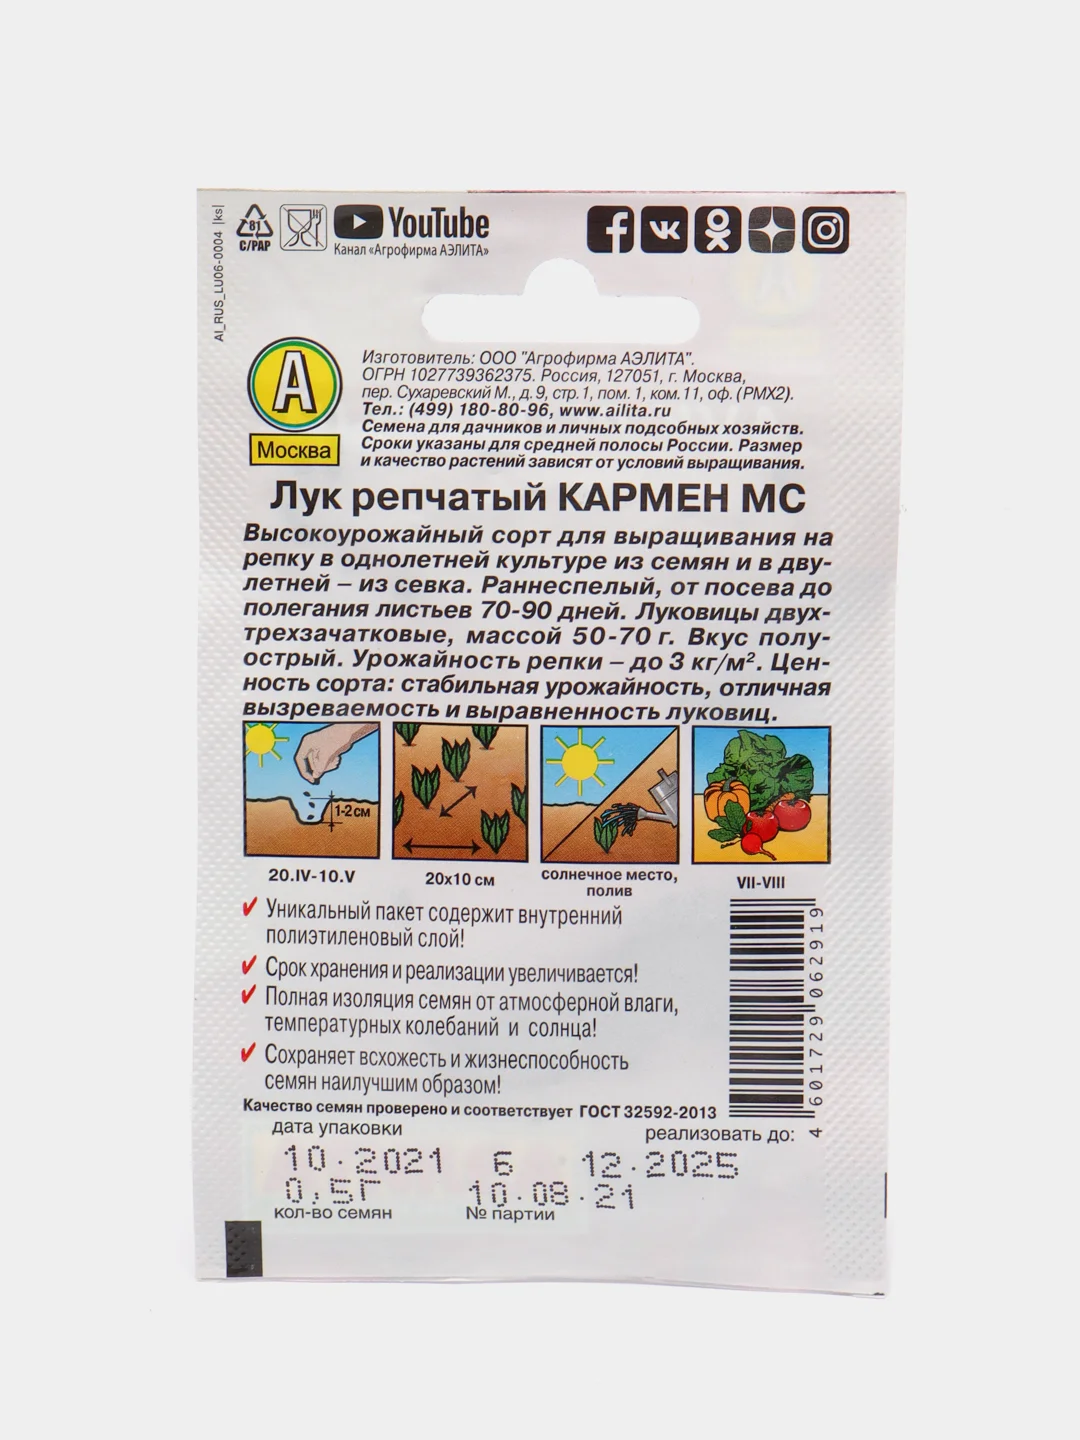 AI_RUS_LU06-0004 |ks|
81
C/PAP
YouTube
Канал «Агрофирма АЭЛИТА»
А
Москва
Изготовитель: ООО "Агрофирма АЭЛИТА".
ОГРН 1027739362375. Россия, 127051, г. Москва,
пер. Сухаревский М., д. 9, стр. 1, пом. 1, ком. 11, оф. (РМХ2).
Тел.: (499) 180-80-96, www.ailita.ru
Семена для дачников и личных подсобных хозяйств.
Сроки указаны для средней полосы России. Размер
и качество растений зависят от условий выращивания.
Лук репчатый КАРМЕН МС
Высокоурожайный сорт для выращивания на
репку в однолетней культуре из семян и в дву-
летней – из севка. Раннеспелый, от посева до
полегания листьев 70-90 дней. Луковицы двух-
трехзачатковые, массой 50-70 г. Вкус полу-
острый. Урожайность репки – до 3 кг/м². Цен-
ность сорта: стабильная урожайность, отличная
вызреваемость и выравненность луковиц.
1-2 см
20.IV-10.V
20х10 см
солнечное место,
полив
VII-VIII
Уникальный пакет содержит внутренний
полиэтиленовый слой!
Срок хранения и реализации увеличивается!
Полная изоляция семян от атмосферной влаги,
температурных колебаний и солнца!
Сохраняет всхожесть и жизнеспособность
семян наилучшим образом!
Качество семян проверено и соответствует ГОСТ 32592-2013
4 601729 062919
дата упаковки
реализовать до:
10.2021 6 12.2025
0,5Г 10.08.21
кол-во семян
№ партии